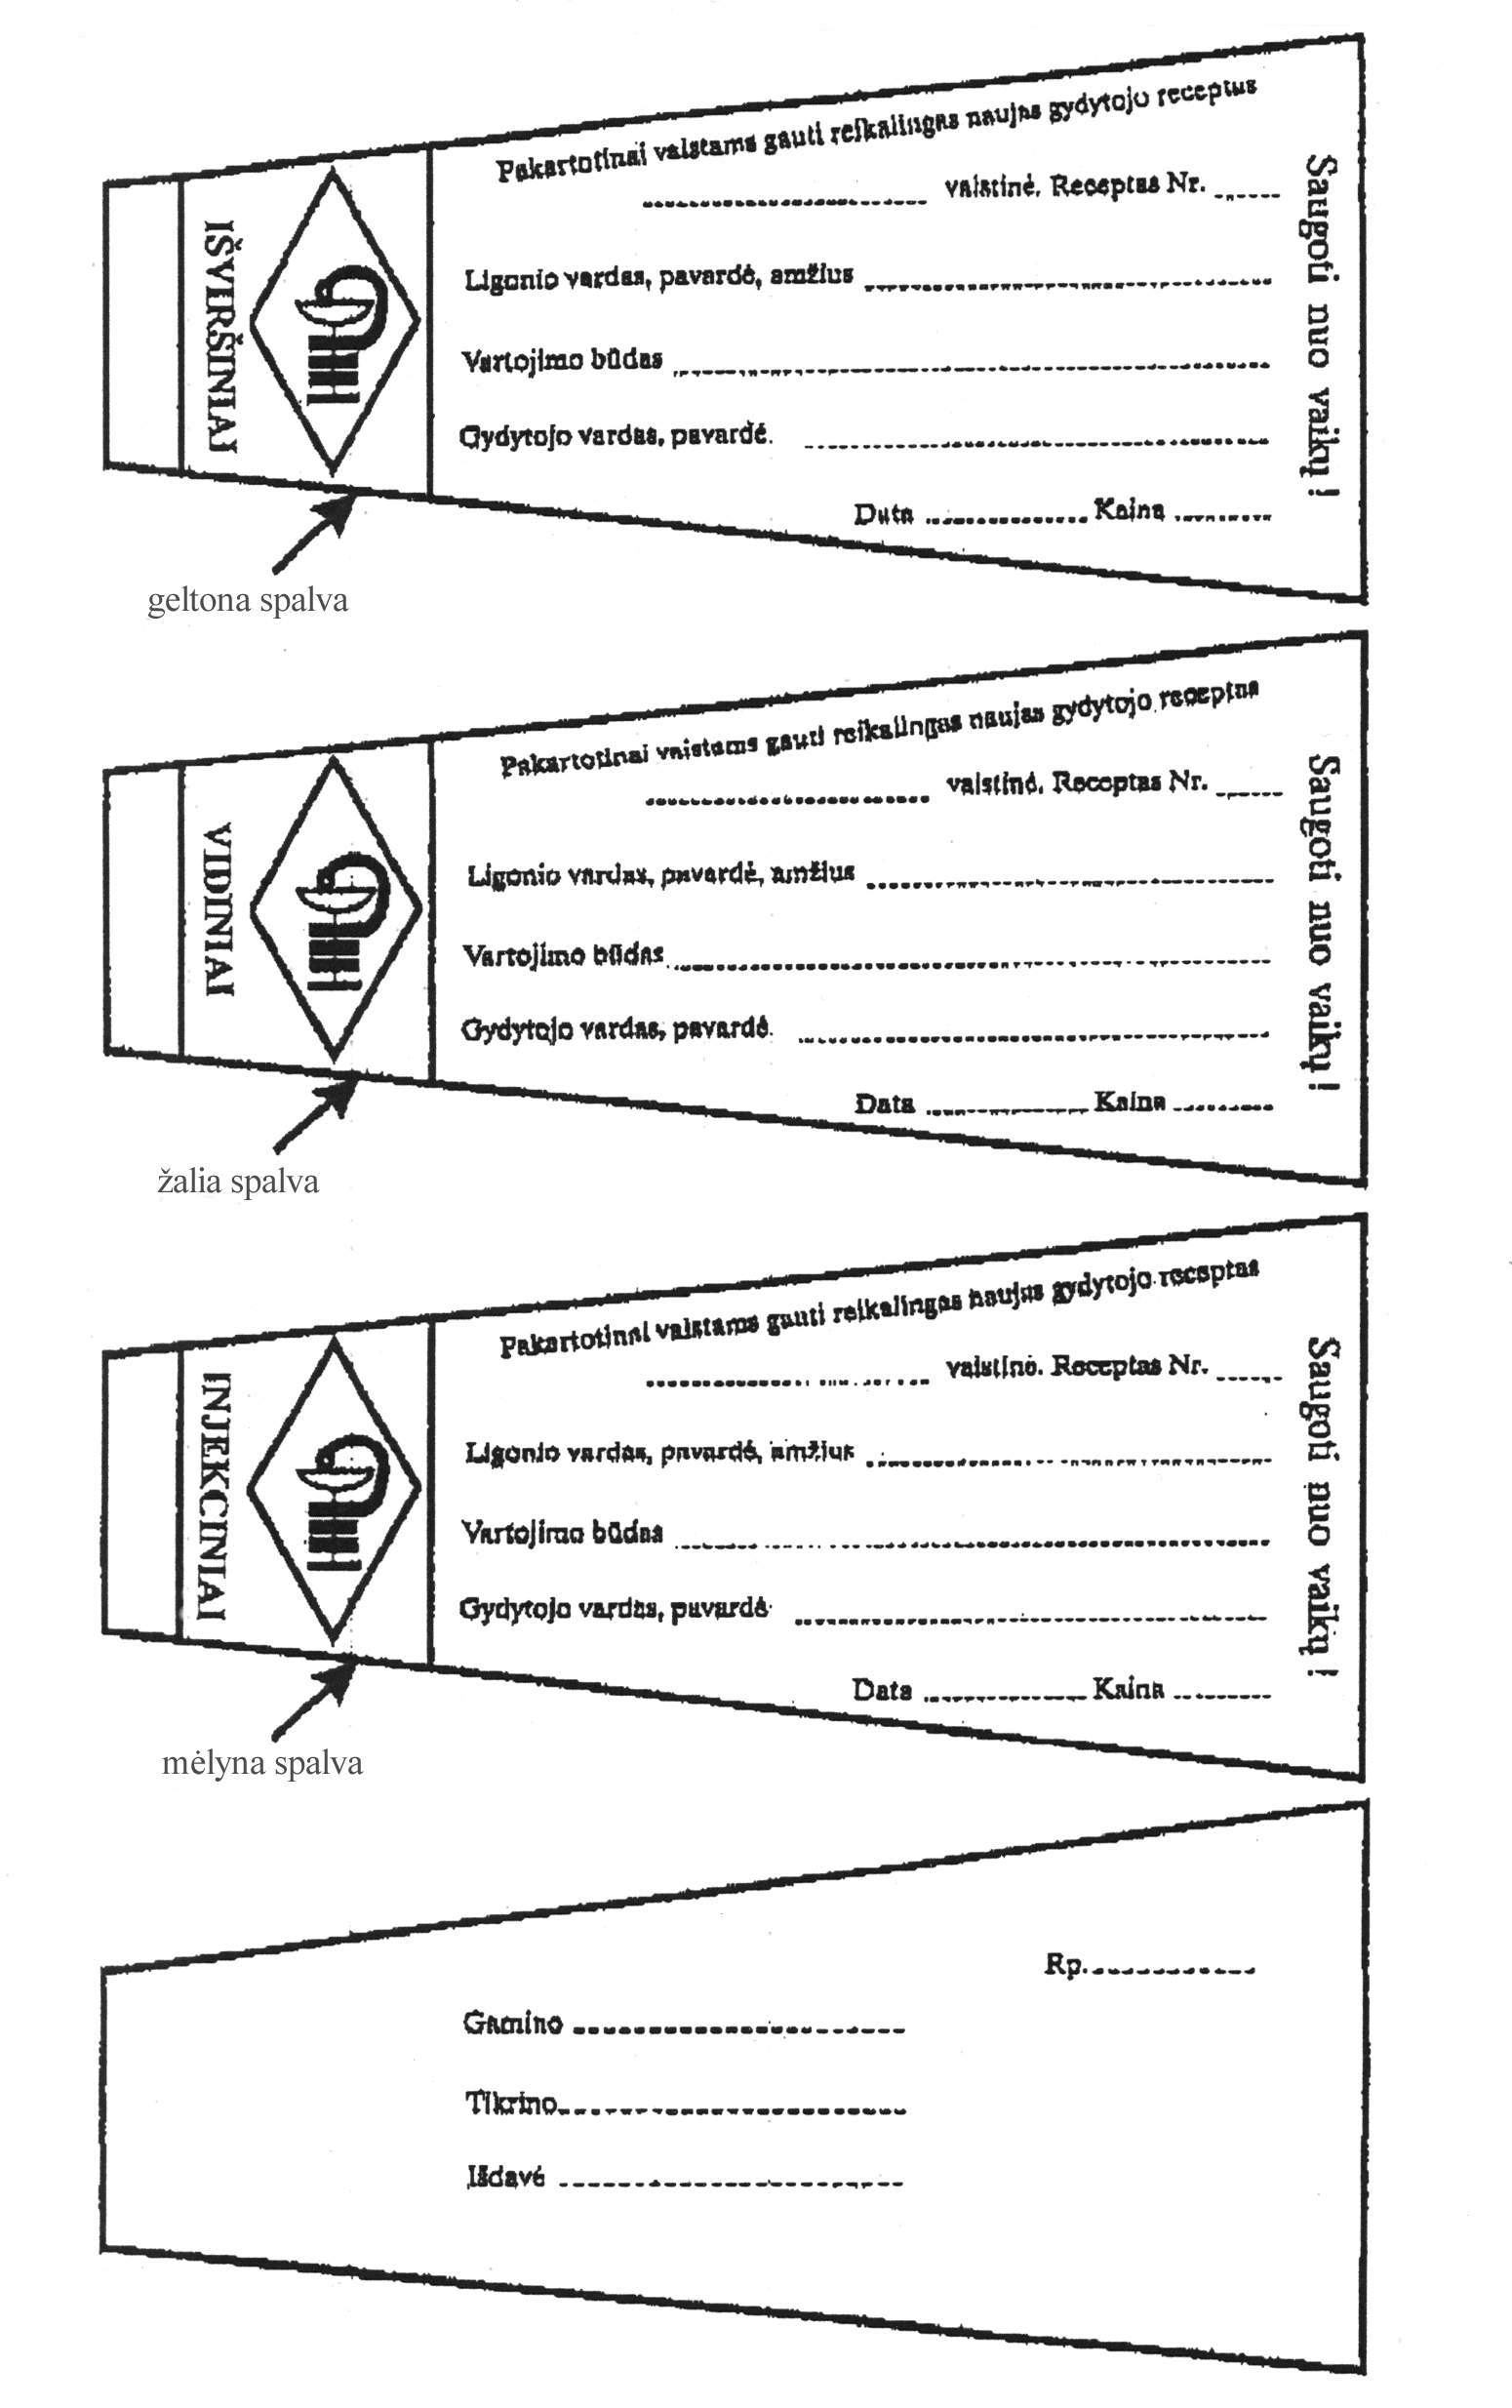 Pakartotinai vaistams gauti reikalingas naujas gydytojo receptas
vaistinė. Receptas Nr. ......
Ligonio vardas, pavardė, amžius ......
Vartojimo būdas ......
Gydytojo vardas, pavardė. ......
Data ...... Kaina ......
Saugoti nuo vaikų !
IŠVIRŠINIAI
geltona spalva
Pakartotinai vaistams gauti reikalingas naujas gydytojo receptas
vaistinė. Receptas Nr. ......
Ligonio vardas, pavardė, amžius ......
Vartojimo būdas ......
Gydytojo vardas, pavardė. ......
Data ...... Kaina ......
Saugoti nuo vaikų !
VIDINIAI
žalia spalva
Pakartotinai vaistams gauti reikalingas naujas gydytojo receptas
vaistinė. Receptas Nr. ......
Ligonio vardas, pavardė, amžius ......
Vartojimo būdas ......
Gydytojo vardas, pavardė ......
Data ...... Kaina ......
Saugoti nuo vaikų !
INJEKCINIAI
mėlyna spalva
Rp. ......
Gamino ......
Tikrino ......
Išdavė ......